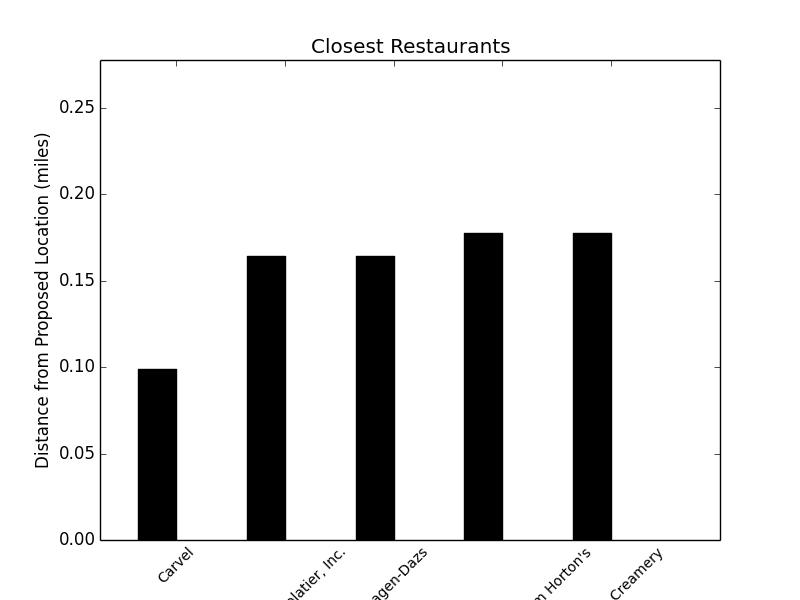 Closest Restaurants
Distance from Proposed Location (miles)
0.25
0.20
0.15
0.10
0.05
0.00
Carvel
olatier, Inc.
agen-Dazs
m Horton's
Creamery